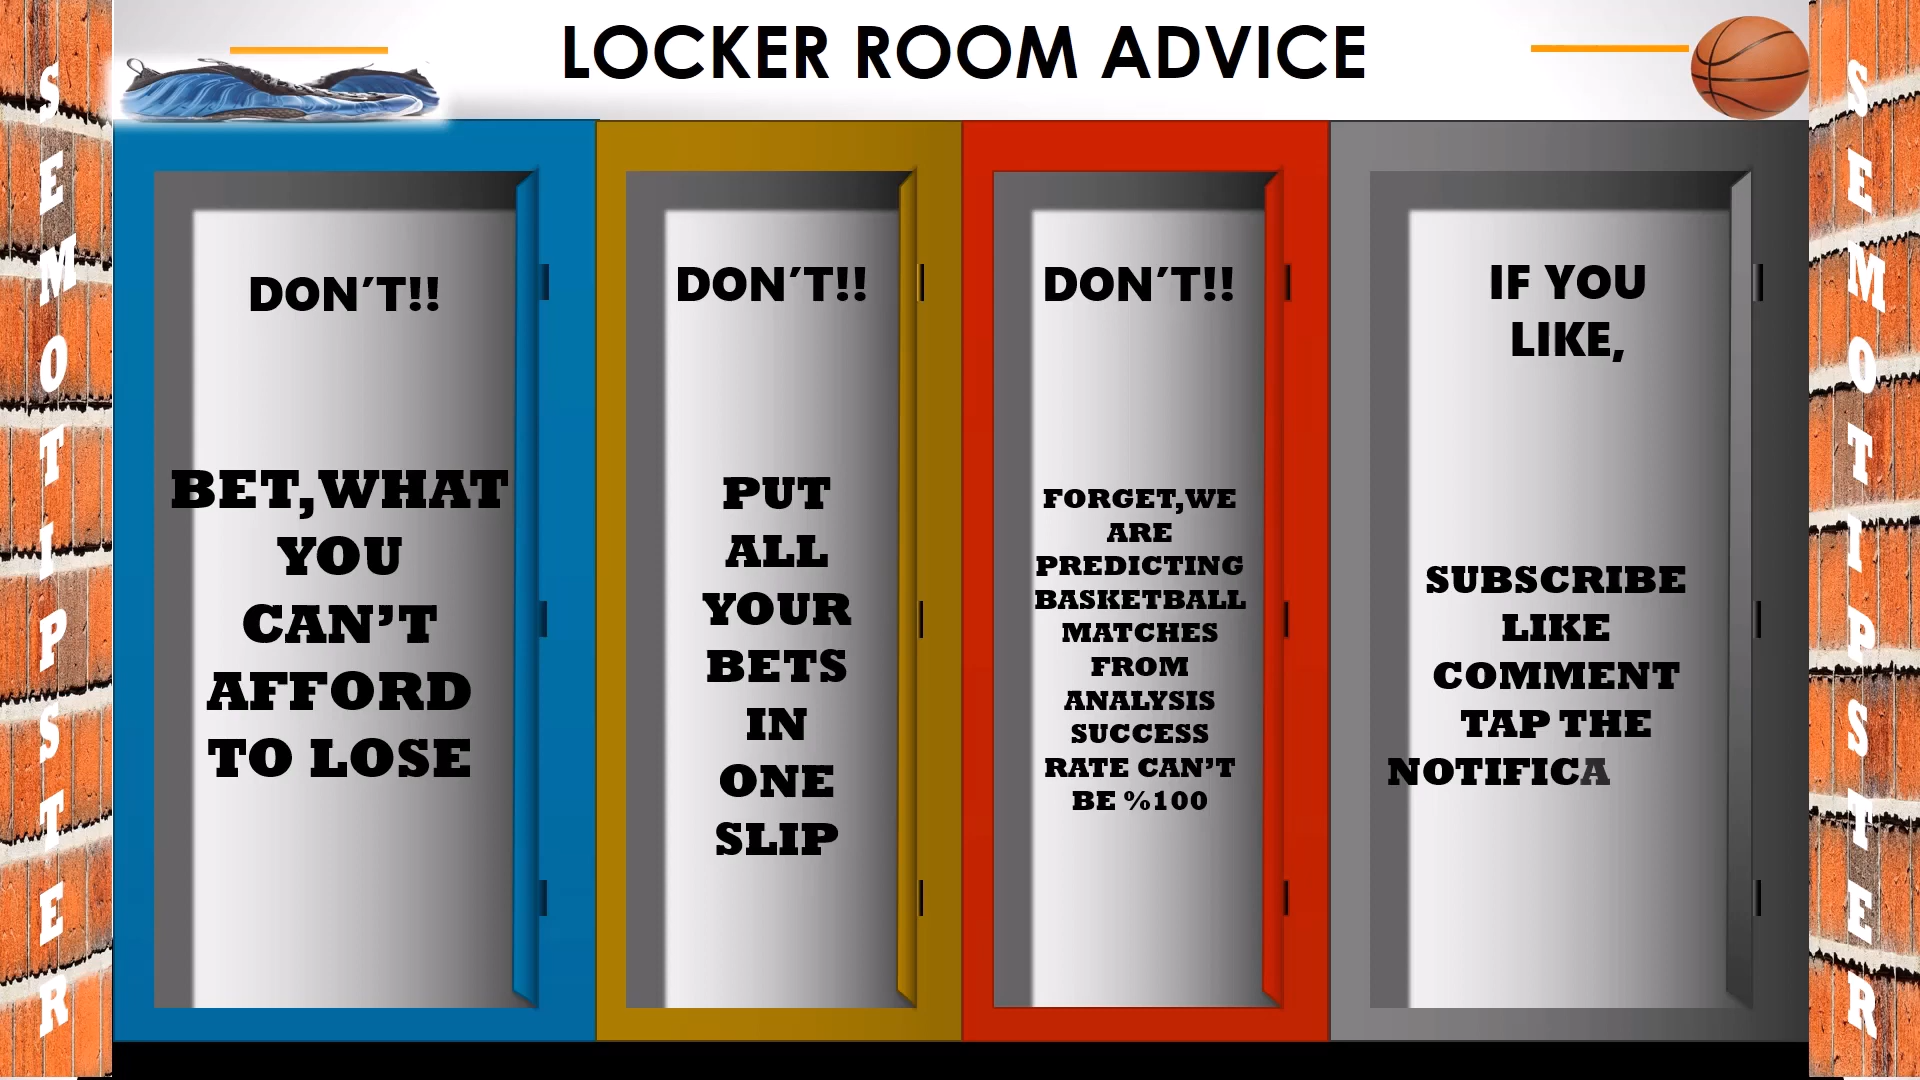 LOCKER ROOM ADVICE
SEMOTIPSTER
DON'T!!
BET,WHAT
YOU
CAN'T
AFFORD
TO LOSE
DON'T!!
PUT
ALL
YOUR
BETS
IN
ONE
SLIP
DON'T!!
FORGET,WE
ARE
PREDICTING
BASKETBALL
MATCHES
FROM
ANALYSIS
SUCCESS
RATE CAN'T
BE %100
IF YOU
LIKE,
SUBSCRIBE
LIKE
COMMENT
TAP THE
NOTIFICA
SEMOTIPSTER